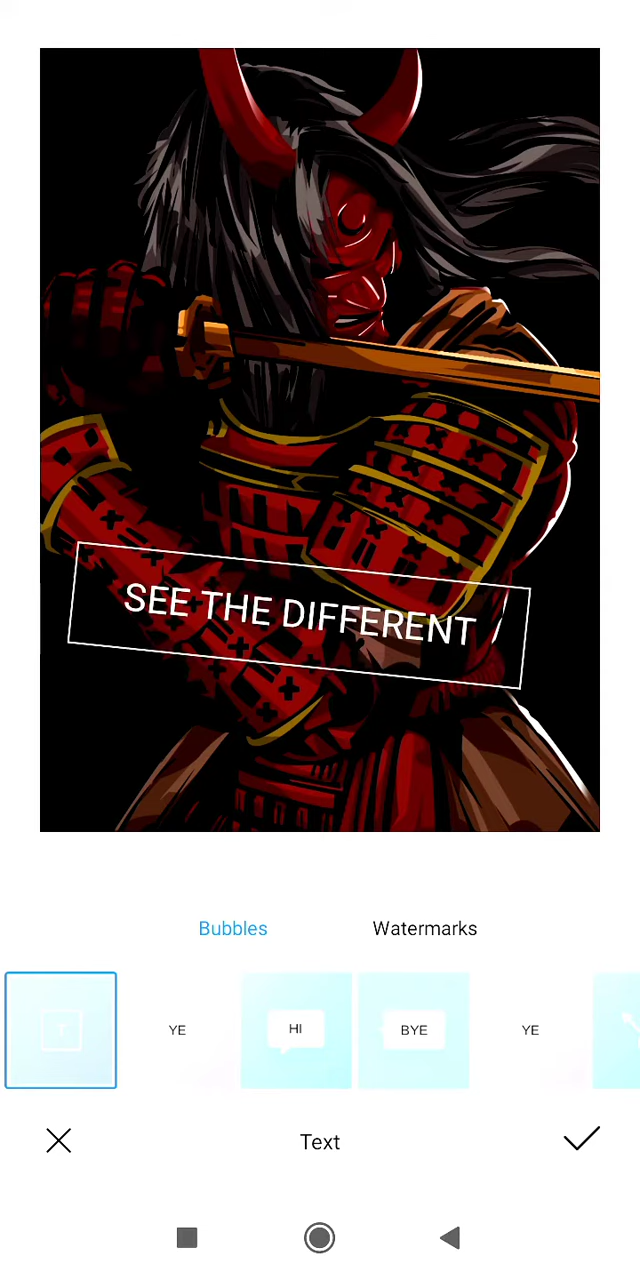 SEE THE DIFFERENT
Bubbles
Watermarks
T
YE
HI
BYE
YE
Text